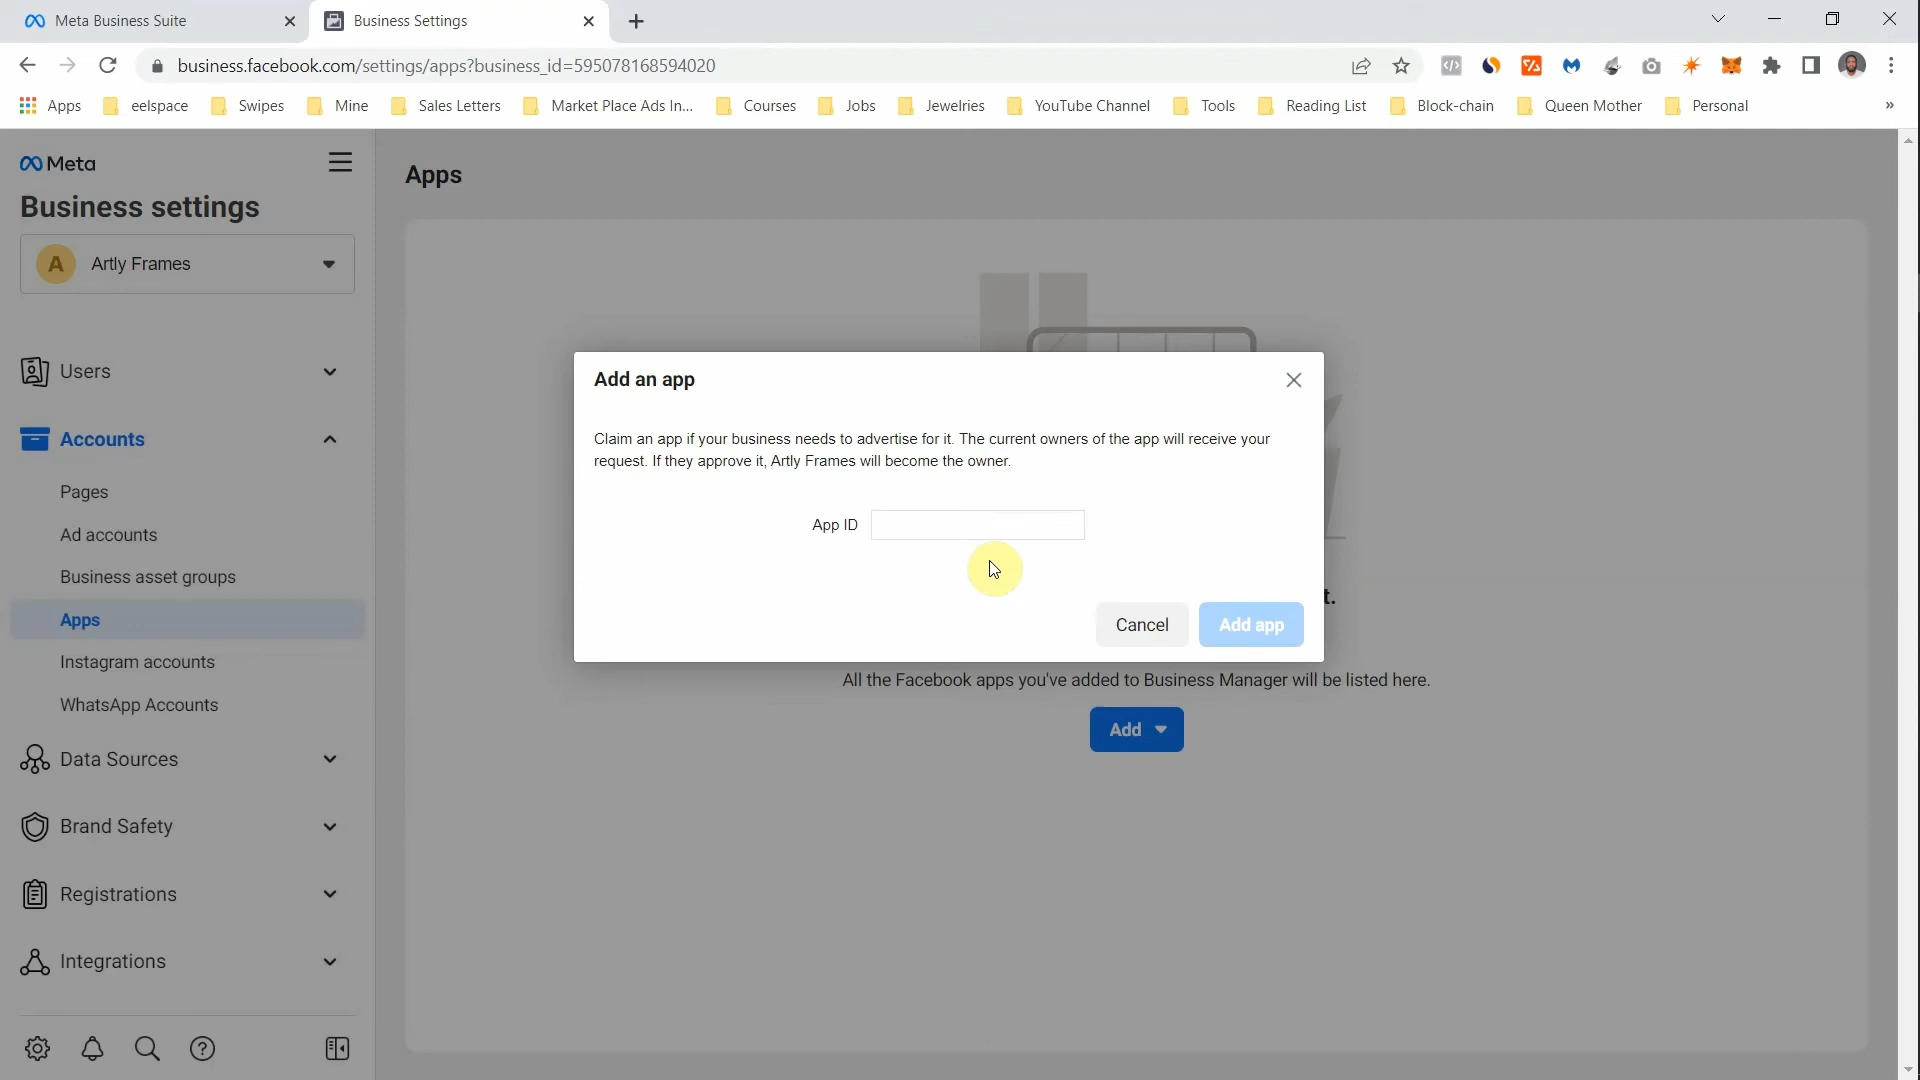 Meta Business Suite
Business Settings
business.facebook.com/settings/apps?business_id=595078168594020
Apps
eelspace
Swipes
Mine
Sales Letters
Market Place Ads In...
Courses
Jobs
Jewelries
YouTube Channel
Tools
Reading List
Block-chain
Queen Mother
Personal
»
Meta
Business settings
A
Artly Frames
Users
Accounts
Pages
Ad accounts
Business asset groups
Apps
Instagram accounts
WhatsApp Accounts
Data Sources
Brand Safety
Registrations
Integrations
Apps
Add an app
Claim an app if your business needs to advertise for it. The current owners of the app will receive your
request. If they approve it, Artly Frames will become the owner.
App ID
Cancel
Add app
t.
All the Facebook apps you've added to Business Manager will be listed here.
Add